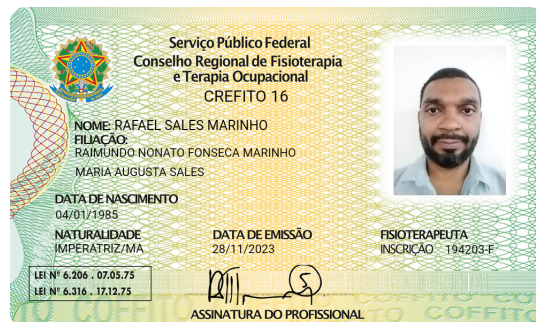 Serviço Público Federal
Conselho Regional de Fisioterapia
e Terapia Ocupacional
CREFITO 16
NOME: RAFAEL SALES MARINHO
FILIAÇÃO:
RAIMUNDO NONATO FONSECA MARINHO
MARIA AUGUSTA SALES
DATA DE NASCIMENTO
04/01/1985
NATURALIDADE
IMPERATRIZ/MA
DATA DE EMISSÃO
28/11/2023
FISIOTERAPEUTA
INSCRIÇÃO 194203-F
LEI Nº 6.206 . 07.05.75
LEI Nº 6.316 . 17.12.75
ASSINATURA DO PROFISSIONAL
COFFITO
COFFITO